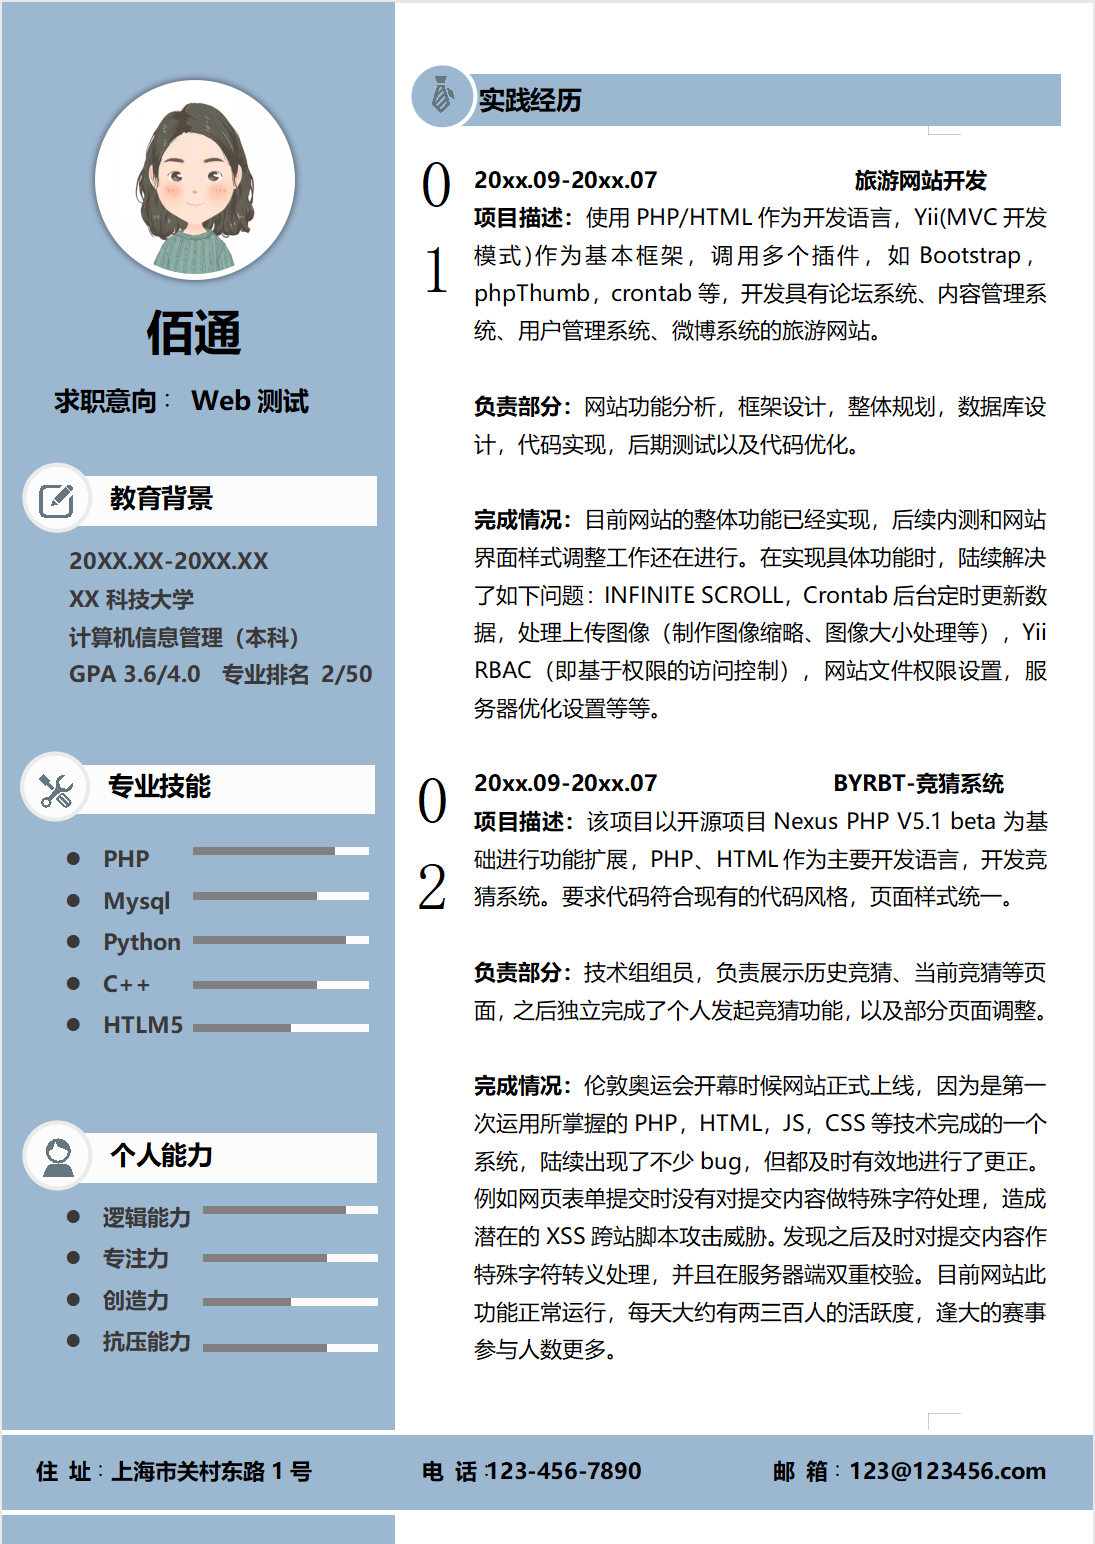 佰通
求职意向： Web 测试
教育背景
20XX.XX-20XX.XX
XX 科技大学
计算机信息管理（本科）
GPA 3.6/4.0 专业排名 2/50
专业技能
● PHP
● Mysql
● Python
● C++
● HTLM5
个人能力
● 逻辑能力
● 专注力
● 创造力
● 抗压能力
实践经历
01
20xx.09-20xx.07 旅游网站开发
项目描述：使用 PHP/HTML 作为开发语言，Yii(MVC 开发
模式)作为基本框架，调用多个插件，如 Bootstrap，
phpThumb，crontab 等，开发具有论坛系统、内容管理系
统、用户管理系统、微博系统的旅游网站。
负责部分：网站功能分析，框架设计，整体规划，数据库设
计，代码实现，后期测试以及代码优化。
完成情况：目前网站的整体功能已经实现，后续内测和网站
界面样式调整工作还在进行。在实现具体功能时，陆续解决
了如下问题：INFINITE SCROLL，Crontab 后台定时更新数
据，处理上传图像（制作图像缩略、图像大小处理等），Yii
RBAC（即基于权限的访问控制），网站文件权限设置，服
务器优化设置等等。
02
20xx.09-20xx.07 BYRBT-竞猜系统
项目描述：该项目以开源项目 Nexus PHP V5.1 beta 为基
础进行功能扩展，PHP、HTML 作为主要开发语言，开发竞
猜系统。要求代码符合现有的代码风格，页面样式统一。
负责部分：技术组组员，负责展示历史竞猜、当前竞猜等页
面，之后独立完成了个人发起竞猜功能，以及部分页面调整。
完成情况：伦敦奥运会开幕时候网站正式上线，因为是第一
次运用所掌握的 PHP，HTML，JS，CSS 等技术完成的一个
系统，陆续出现了不少 bug，但都及时有效地进行了更正。
例如网页表单提交时没有对提交内容做特殊字符处理，造成
潜在的 XSS 跨站脚本攻击威胁。发现之后及时对提交内容作
特殊字符转义处理，并且在服务器端双重校验。目前网站此
功能正常运行，每天大约有两三百人的活跃度，逢大的赛事
参与人数更多。
住 址：上海市关村东路 1 号 电 话：123-456-7890 邮 箱：123@123456.com